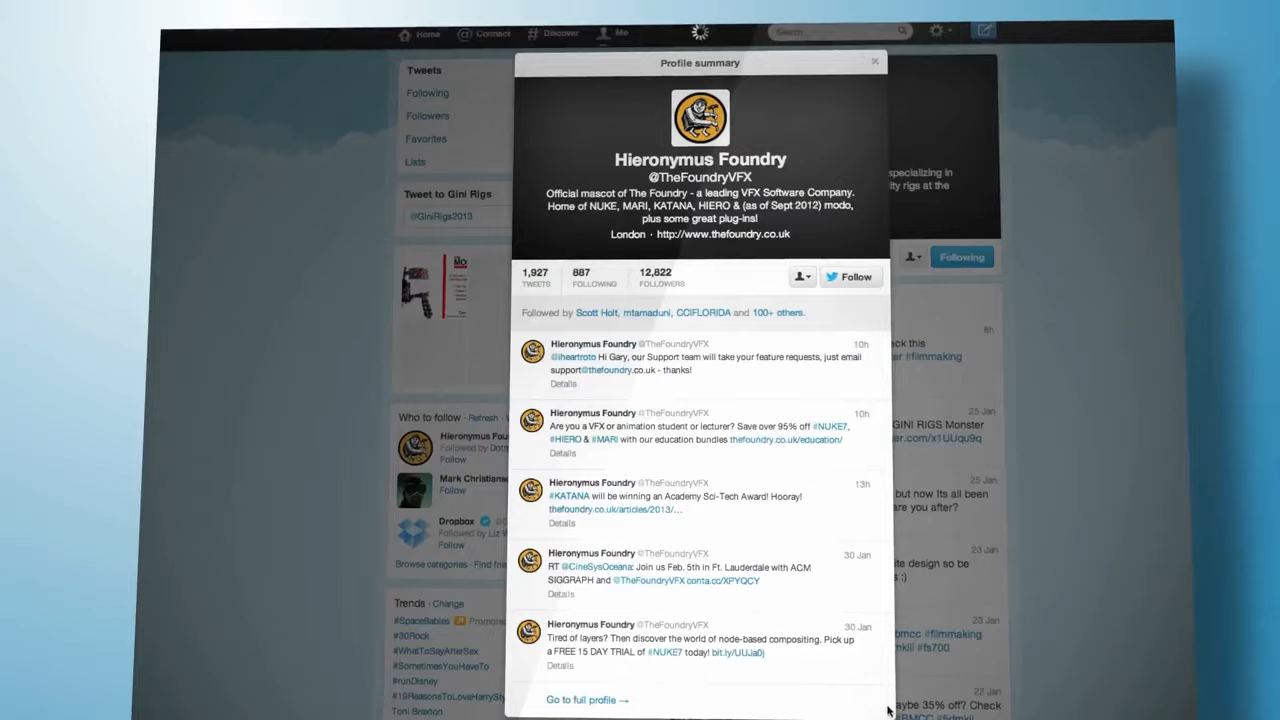 Home
Connect
Discover
Me
Search
Tweets
Following
Followers
Favorites
Lists
Tweet to Gini Rigs
@GiniRigs2013
Who to follow · Refresh ·
Hieronymus Fou
Followed by
Follow
Mark Christians
Follow
Dropbox
Followed by Liz
Follow
Browse categories · Find
Trends · Change
#SpaceBabies Promo
#30Rock
#WhatToSayAfterSex
#SometimesYouHaveTo
#runDisney
#19ReasonsToLoveHarrySty
Toni Braxton
Profile summary
Hieronymus Foundry
@TheFoundryVFX
Official mascot of The Foundry - a leading VFX Software Company.
Home of NUKE, MARI, KATANA, HIERO & (as of Sept 2012) modo,
plus some great plug-ins!
London · http://www.thefoundry.co.uk
1,927
TWEETS
887
FOLLOWING
12,822
FOLLOWERS
Follow
Followed by Scott Holt, mtamaduni, CCIFLORIDA and 100+ others.
Hieronymus Foundry @TheFoundryVFX 10h
@iheartroto Hi Gary, our Support team will take your feature requests, just email
support@thefoundry.co.uk - thanks!
Details
Hieronymus Foundry @TheFoundryVFX 10h
Are you a VFX or animation student or lecturer? Save over 95% off #NUKE7,
#HIERO & #MARI with our education bundles thefoundry.co.uk/education/
Details
Hieronymus Foundry @TheFoundryVFX 13h
#KATANA will be winning an Academy Sci-Tech Award! Hooray!
thefoundry.co.uk/articles/2013/...
Details
Hieronymus Foundry @TheFoundryVFX 30 Jan
RT @CineSysOceana: Join us Feb. 5th in Ft. Lauderdale with ACM
SIGGRAPH and @TheFoundryVFX conta.cc/XPYQCY
Details
Hieronymus Foundry @TheFoundryVFX 30 Jan
Tired of layers? Then discover the world of node-based compositing. Pick up
a FREE 15 DAY TRIAL of #NUKE7 today! bit.ly/UUJa0j
Details
Go to full profile →
specializing in
ty rigs at the
Following
8h
eck this
#filmmaking
25 Jan
GINI RIGS Monster
er.com/x1UUqu9q
25 Jan
but now Its all been
are you after?
23 Jan
ite design so be
:)
23 Jan
bmcc #filmmaking
mkiii #fs700
22 Jan
aybe 35% off? Check
#BMCC #5dmkii